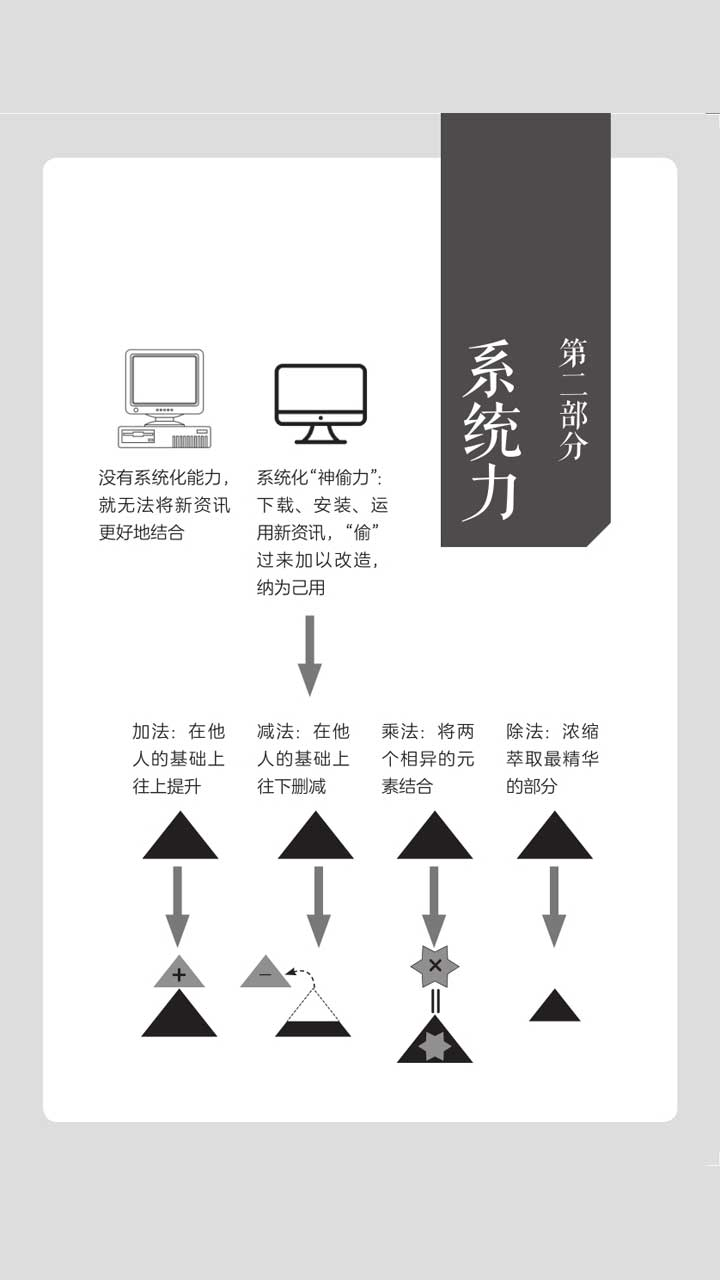 第二部分
系统力
没有系统化能力，
就无法将新资讯
更好地结合
系统化“神偷力”：
下载、安装、运
用新资讯，“偷”
过来加以改造，
纳为己用
加法：在他
人的基础上
往上提升
减法：在他
人的基础上
往下删减
乘法：将两
个相异的元
素结合
除法：浓缩
萃取最精华
的部分
+
−
×